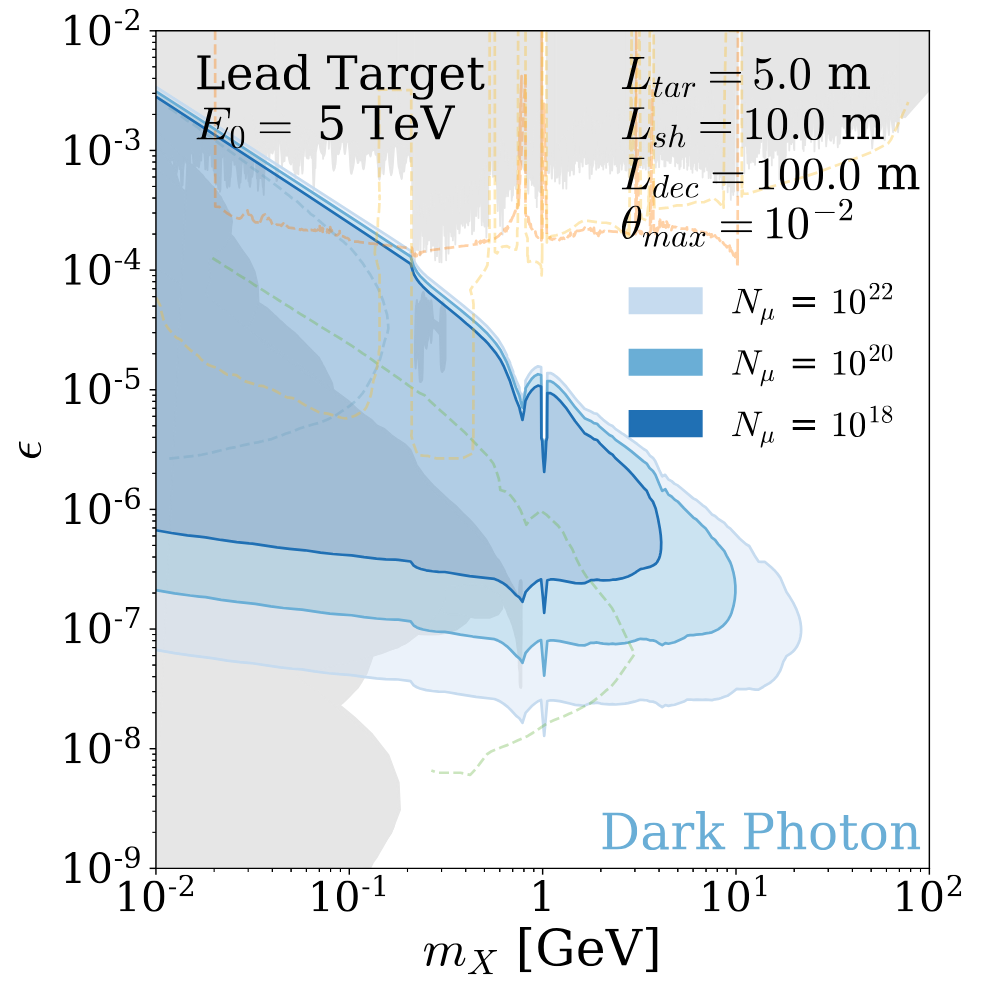 10⁻²
10⁻³
10⁻⁴
10⁻⁵
10⁻⁶
10⁻⁷
10⁻⁸
10⁻⁹
ϵ
Lead Target
E₀ = 5 TeV
L_tar = 5.0 m
L_sh = 10.0 m
L_dec = 100.0 m
θ_max = 10⁻²
N_μ = 10²²
N_μ = 10²⁰
N_μ = 10¹⁸
Dark Photon
10⁻² 10⁻¹ 1 10¹ 10²
m_X [GeV]